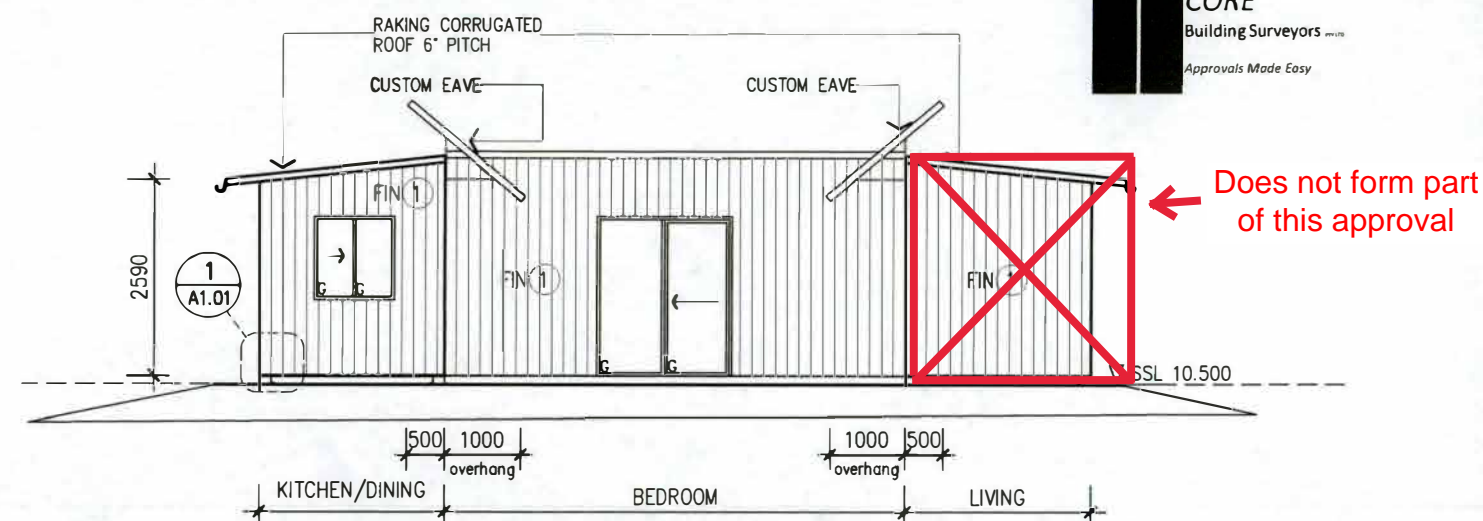 CORE
Building Surveyors PTY LTD
Approvals Made Easy
RAKING CORRUGATED
ROOF 6° PITCH
CUSTOM EAVE
CUSTOM EAVE
Does not form part
of this approval
FIN 1
2590
1
A1.01
FIN 1
FIN 1
G G
G G
SSL 10.500
500 1000
overhang
1000 500
overhang
KITCHEN/DINING
BEDROOM
LIVING